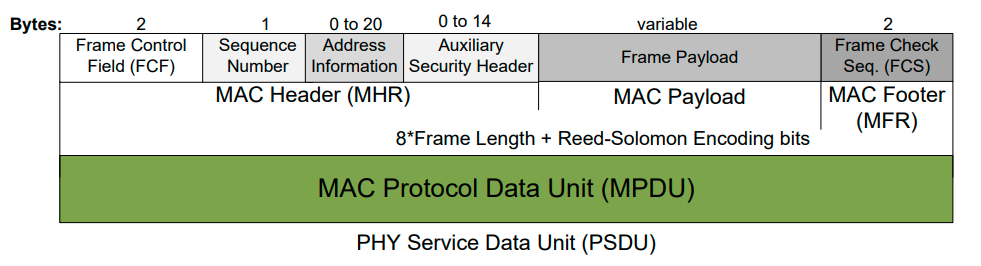 Bytes: 2 1 0 to 20 0 to 14 variable 2
Frame Control Field (FCF)
Sequence Number
Address Information
Auxiliary Security Header
Frame Payload
Frame Check Seq. (FCS)
MAC Header (MHR)
MAC Payload
MAC Footer (MFR)
8*Frame Length + Reed-Solomon Encoding bits
MAC Protocol Data Unit (MPDU)
PHY Service Data Unit (PSDU)